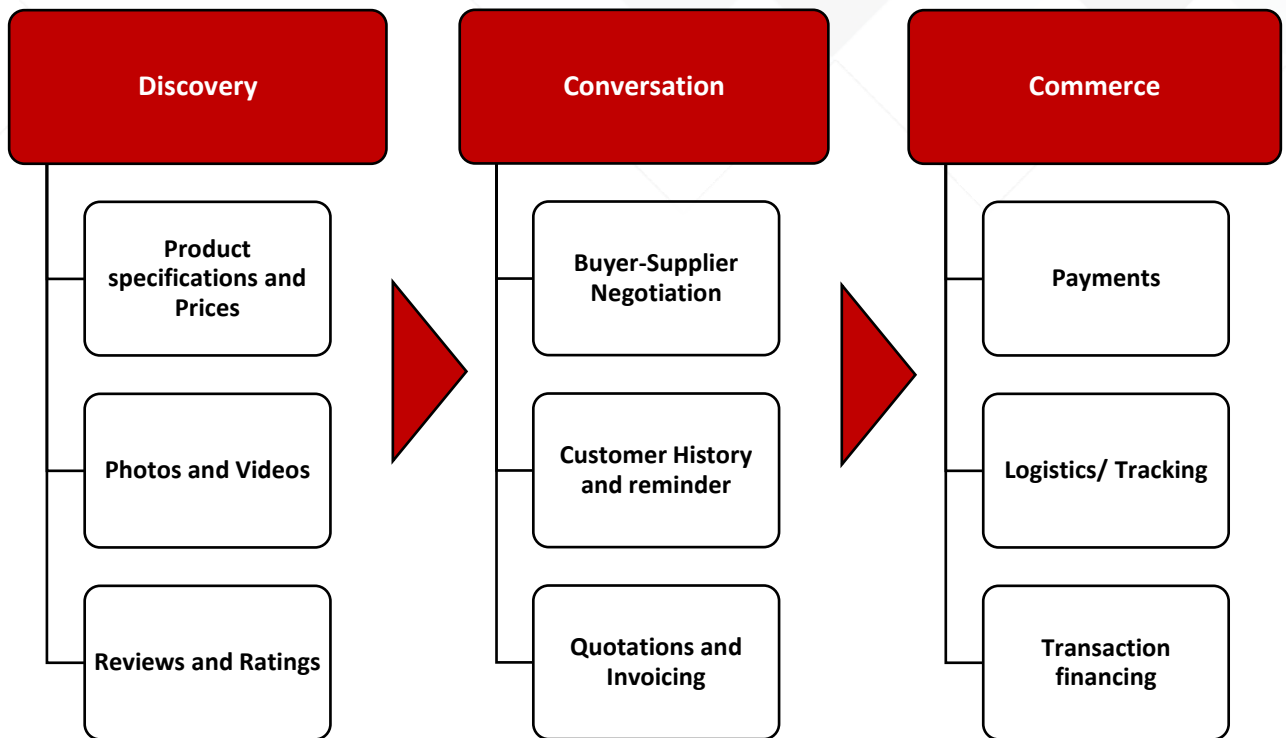 Discovery
Product
specifications and
Prices
Photos and Videos
Reviews and Ratings
Conversation
Buyer-Supplier
Negotiation
Customer History
and reminder
Quotations and
Invoicing
Commerce
Payments
Logistics/ Tracking
Transaction
financing